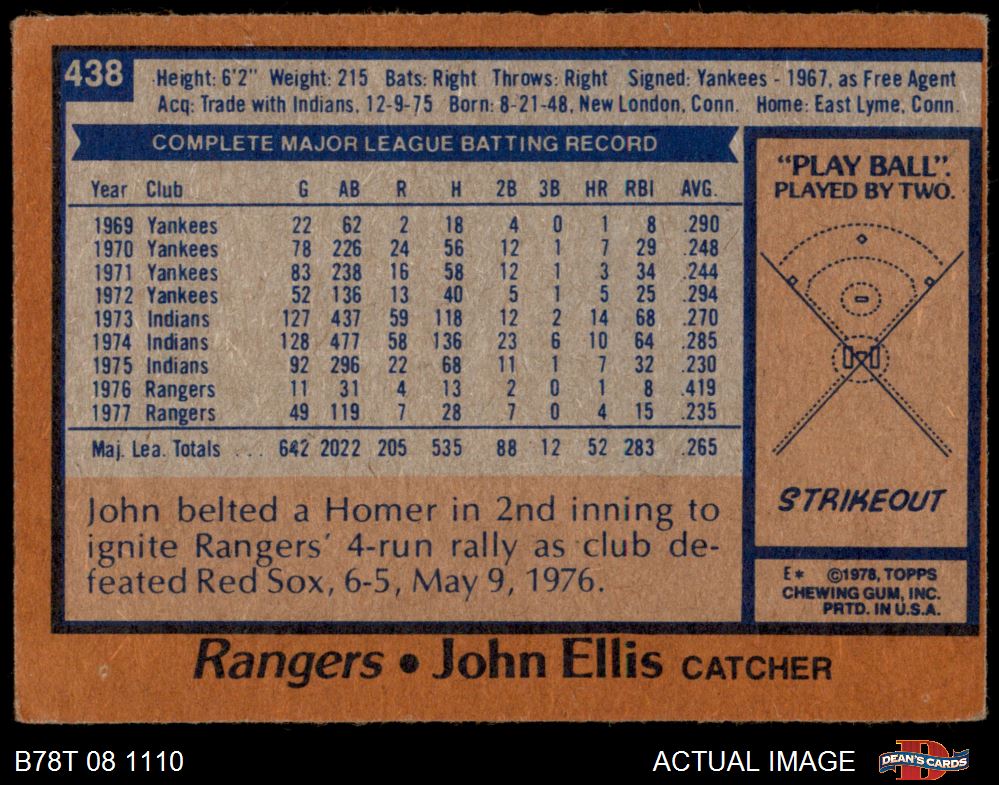 438
Height: 6'2" Weight: 215 Bats: Right Throws: Right Signed: Yankees - 1967, as Free Agent
Acq: Trade with Indians, 12-9-75 Born: 8-21-48, New London, Conn. Home: East Lyme, Conn.
COMPLETE MAJOR LEAGUE BATTING RECORD
Year Club G AB R H 2B 3B HR RBI AVG.
1969 Yankees 22 62 2 18 4 0 1 8 .290
1970 Yankees 78 226 24 56 12 1 7 29 .248
1971 Yankees 83 238 16 58 12 1 3 34 .244
1972 Yankees 52 136 13 40 5 1 5 25 .294
1973 Indians 127 437 59 118 12 2 14 68 .270
1974 Indians 128 477 58 136 23 6 10 64 .285
1975 Indians 92 296 22 68 11 1 7 32 .230
1976 Rangers 11 31 4 13 2 0 1 8 .419
1977 Rangers 49 119 7 28 7 0 4 15 .235
Maj. Lea. Totals ... 642 2022 205 535 88 12 52 283 .265
John belted a Homer in 2nd inning to
ignite Rangers' 4-run rally as club de-
feated Red Sox, 6-5, May 9, 1976.
"PLAY BALL".
PLAYED BY TWO.
STRIKEOUT
E* ©1978, TOPPS
CHEWING GUM, INC.
PRTD. IN U.S.A.
Rangers • John Ellis CATCHER
B78T 08 1110
ACTUAL IMAGE
D
DEAN'S CARDS